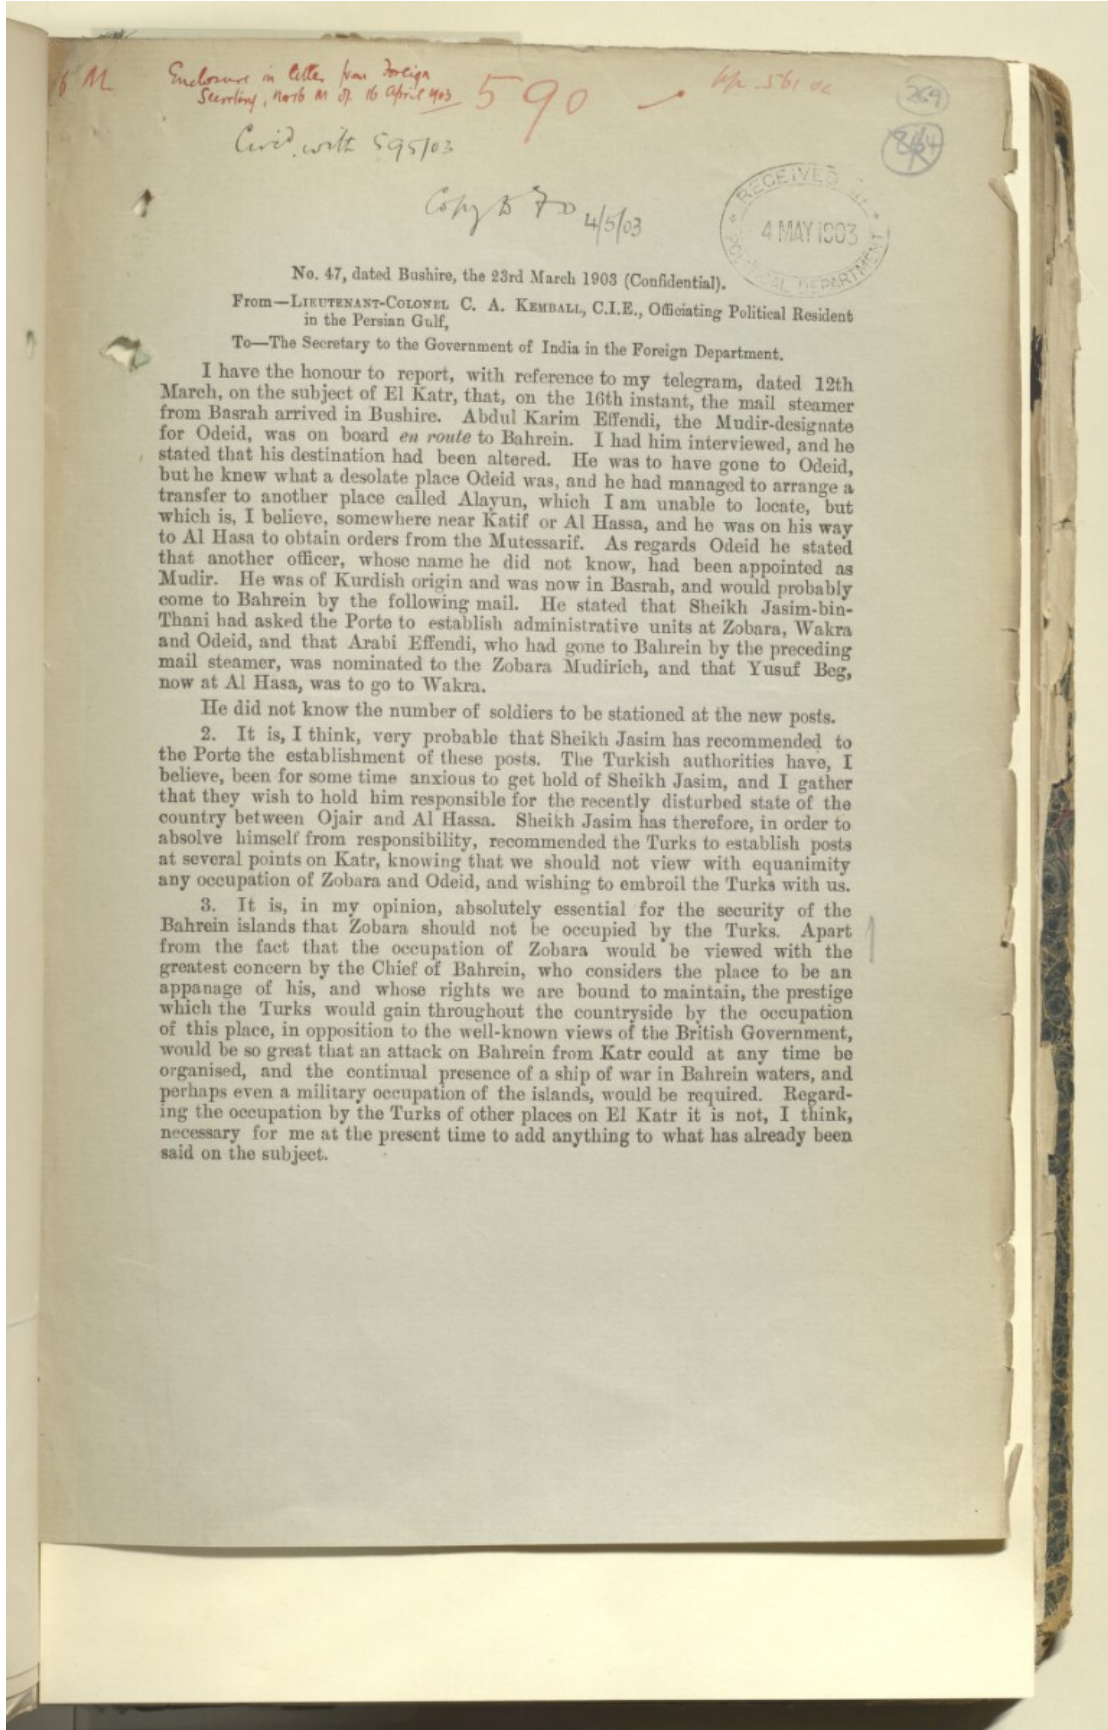 6 M
Enclosure in letter from Foreign
Secretary, No 16 M of 16 April 903
590
269
Circd. with 595/03
Copy to FO 4/5/03
RECEIVED IN
4 MAY 1903
POLITICAL DEPARTMENT
No. 47, dated Bushire, the 23rd March 1903 (Confidential).
From—LIEUTENANT-COLONEL C. A. KEMBALL, C.I.E., Officiating Political Resident
in the Persian Gulf,
To—The Secretary to the Government of India in the Foreign Department.
I have the honour to report, with reference to my telegram, dated 12th
March, on the subject of El Katr, that, on the 16th instant, the mail steamer
from Basrah arrived in Bushire. Abdul Karim Effendi, the Mudir-designate
for Odeid, was on board en route to Bahrein. I had him interviewed, and he
stated that his destination had been altered. He was to have gone to Odeid,
but he knew what a desolate place Odeid was, and he had managed to arrange a
transfer to another place called Alayun, which I am unable to locate, but
which is, I believe, somewhere near Katif or Al Hassa, and he was on his way
to Al Hasa to obtain orders from the Mutessarif. As regards Odeid he stated
that another officer, whose name he did not know, had been appointed as
Mudir. He was of Kurdish origin and was now in Basrah, and would probably
come to Bahrein by the following mail. He stated that Sheikh Jasim-bin-
Thani had asked the Porte to establish administrative units at Zobara, Wakra
and Odeid, and that Arabi Effendi, who had gone to Bahrein by the preceding
mail steamer, was nominated to the Zobara Mudirich, and that Yusuf Beg,
now at Al Hasa, was to go to Wakra.
He did not know the number of soldiers to be stationed at the new posts.
2. It is, I think, very probable that Sheikh Jasim has recommended to
the Porte the establishment of these posts. The Turkish authorities have, I
believe, been for some time anxious to get hold of Sheikh Jasim, and I gather
that they wish to hold him responsible for the recently disturbed state of the
country between Ojair and Al Hassa. Sheikh Jasim has therefore, in order to
absolve himself from responsibility, recommended the Turks to establish posts
at several points on Katr, knowing that we should not view with equanimity
any occupation of Zobara and Odeid, and wishing to embroil the Turks with us.
3. It is, in my opinion, absolutely essential for the security of the
Bahrein islands that Zobara should not be occupied by the Turks. Apart
from the fact that the occupation of Zobara would be viewed with the
greatest concern by the Chief of Bahrein, who considers the place to be an
appanage of his, and whose rights we are bound to maintain, the prestige
which the Turks would gain throughout the countryside by the occupation
of this place, in opposition to the well-known views of the British Government,
would be so great that an attack on Bahrein from Katr could at any time be
organised, and the continual presence of a ship of war in Bahrein waters, and
perhaps even a military occupation of the islands, would be required. Regard-
ing the occupation by the Turks of other places on El Katr it is not, I think,
necessary for me at the present time to add anything to what has already been
said on the subject.